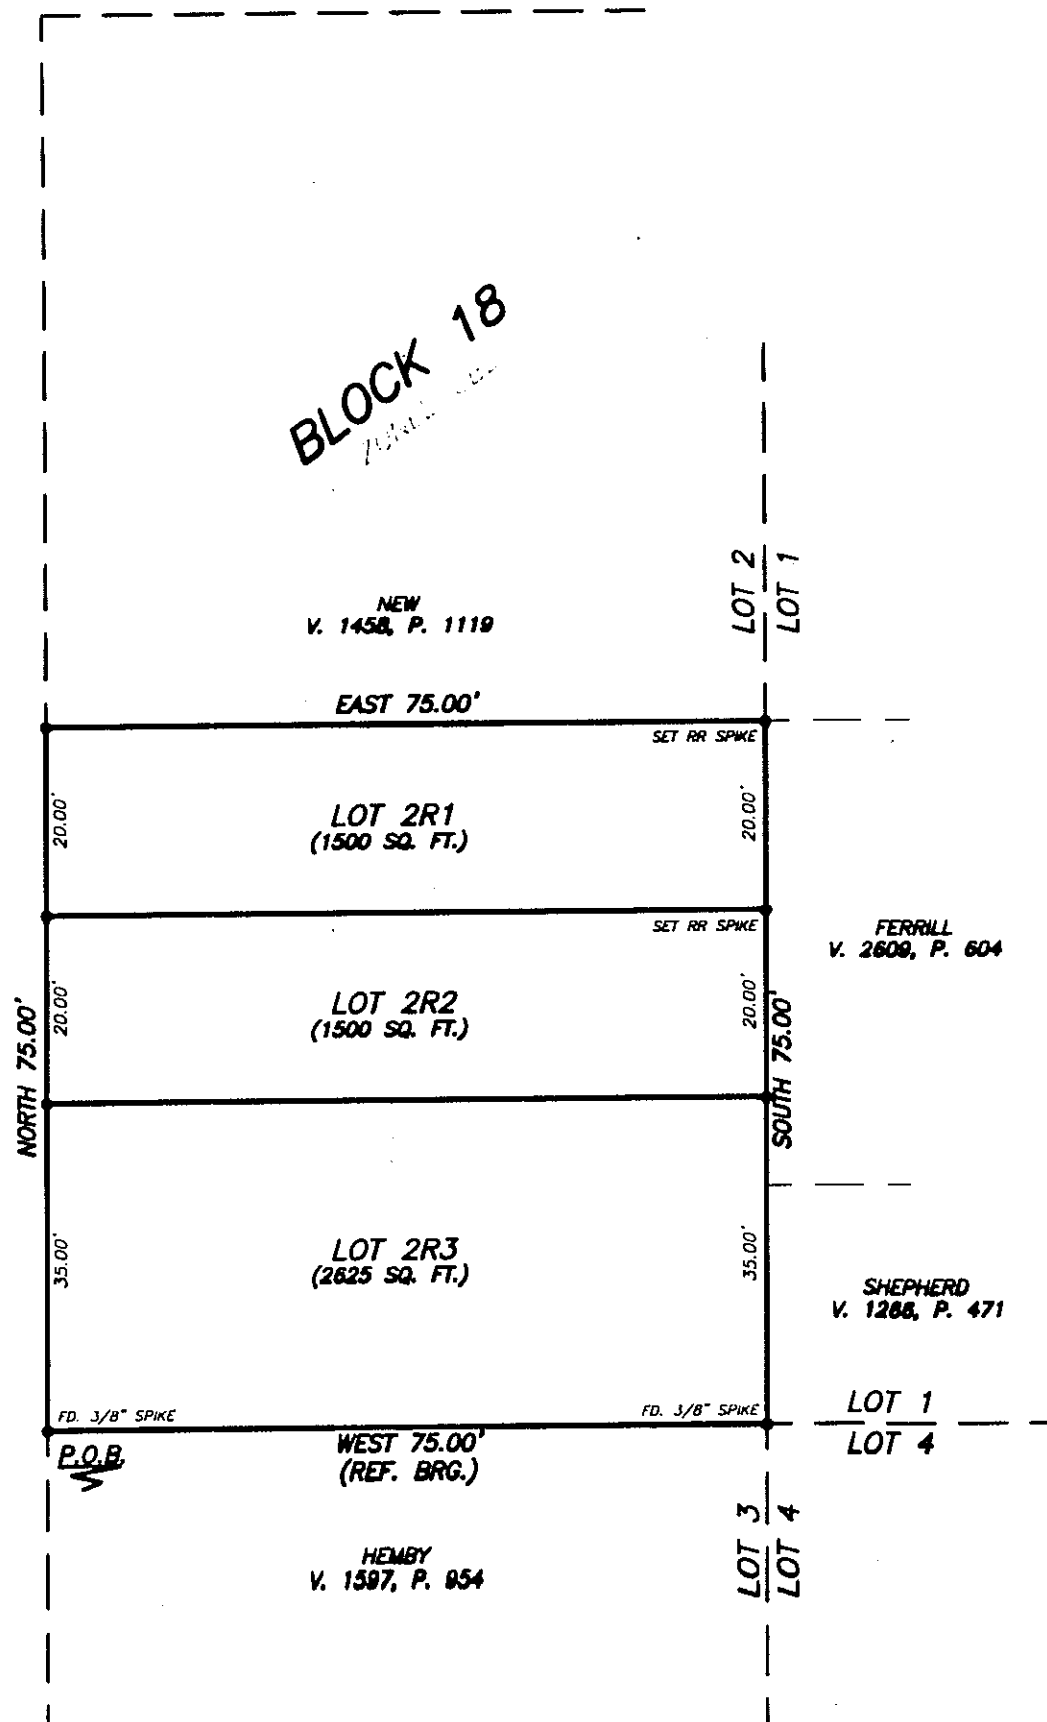 BLOCK 18
LOT 2
LOT 1
NEW
V. 1458, P. 1119
EAST 75.00'
SET RR SPIKE
20.00'
LOT 2R1
(1500 SQ. FT.)
20.00'
SET RR SPIKE
FERRILL
V. 2609, P. 604
NORTH 75.00'
20.00'
LOT 2R2
(1500 SQ. FT.)
20.00'
SOUTH 75.00'
35.00'
LOT 2R3
(2625 SQ. FT.)
35.00'
SHEPHERD
V. 1266, P. 471
FD. 3/8" SPIKE
FD. 3/8" SPIKE
LOT 1
LOT 4
P.O.B.
WEST 75.00'
(REF. BRG.)
LOT 3
LOT 4
HEMBY
V. 1597, P. 954